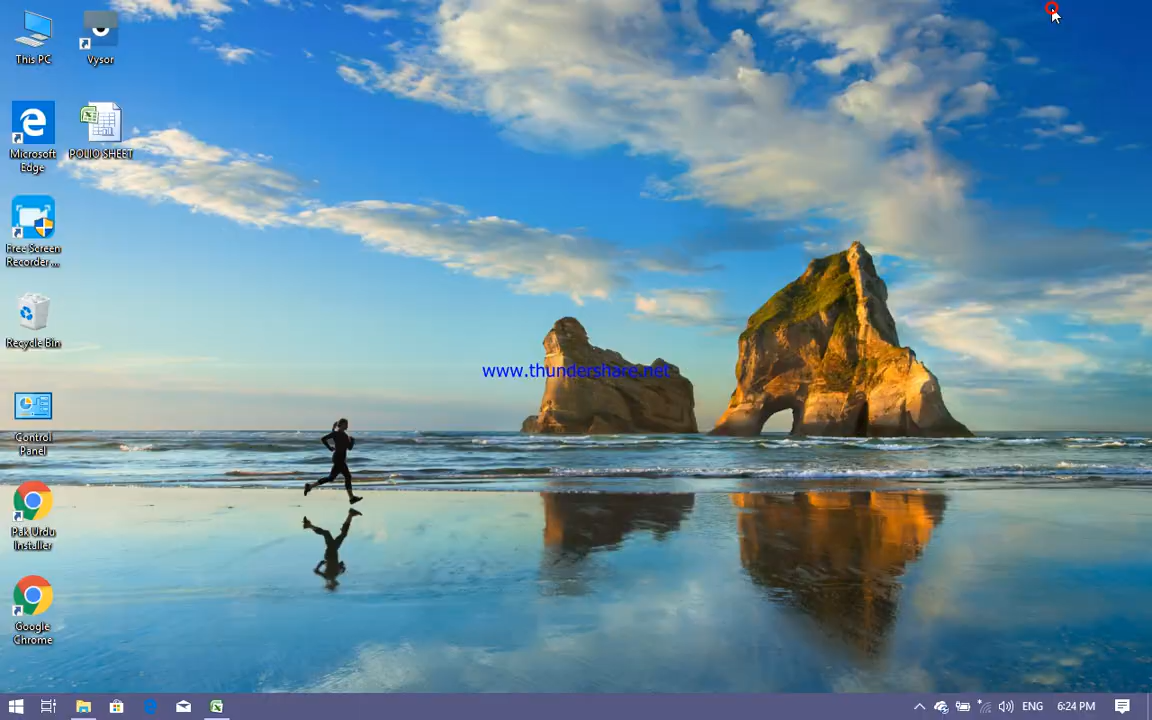 This PC
Vysor
Microsoft
Edge
POLIO SHEET
Free Screen
Recorder ...
Recycle Bin
www.thundershare.net
Control
Panel
Pak Urdu
Installer
Google
Chrome
ENG
6:24 PM